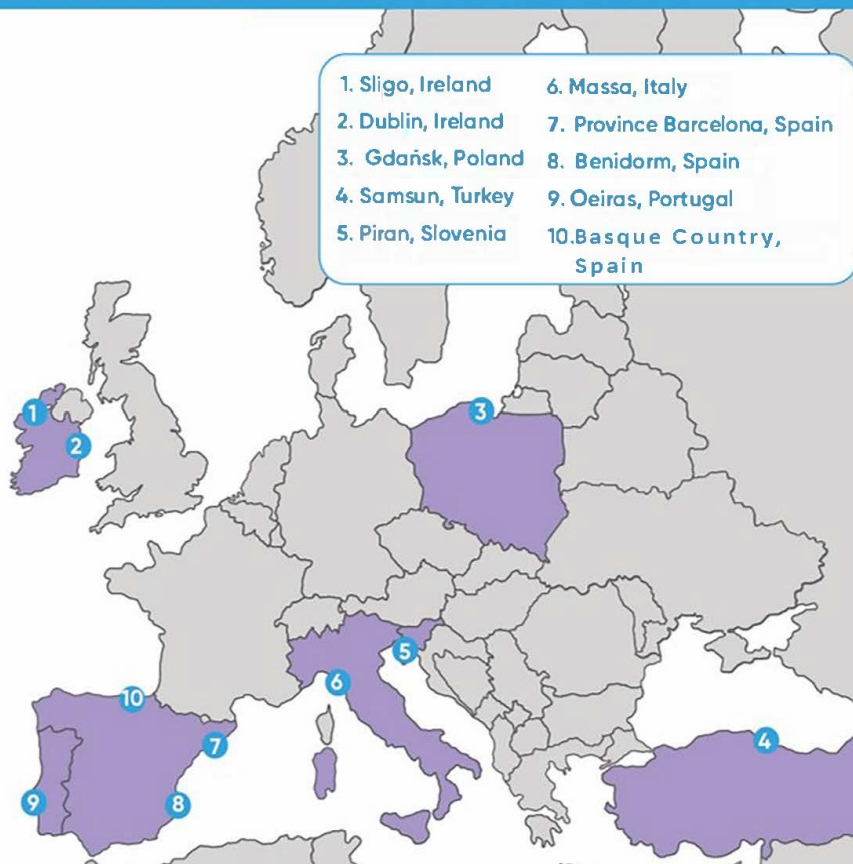 1. Sligo, Ireland
2. Dublin, Ireland
3. Gdańsk, Poland
4. Samsun, Turkey
5. Piran, Slovenia
6. Massa, Italy
7. Province Barcelona, Spain
8. Benidorm, Spain
9. Oeiras, Portugal
10.Basque Country,
Spain
1
2
3
5
6
10
7
4
9
8